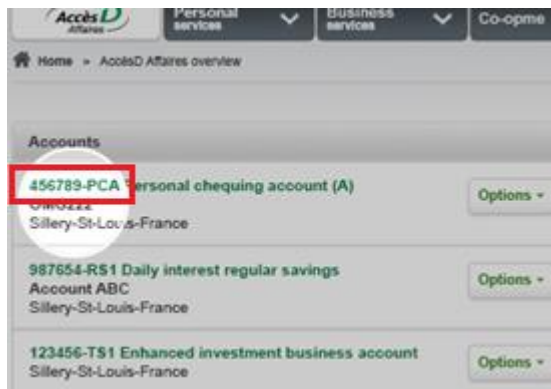 AccèsD
Affaires
Personal
services
Business
services
Co-opme
Home » AccèsD Affaires overview
Accounts
456789-PCA Personal chequing account (A)
Options
Sillery-St-Louis-France
987654-RS1 Daily interest regular savings
Account ABC
Options
Sillery-St-Louis-France
123456-TS1 Enhanced investment business account
Options
Sillery-St-Louis-France